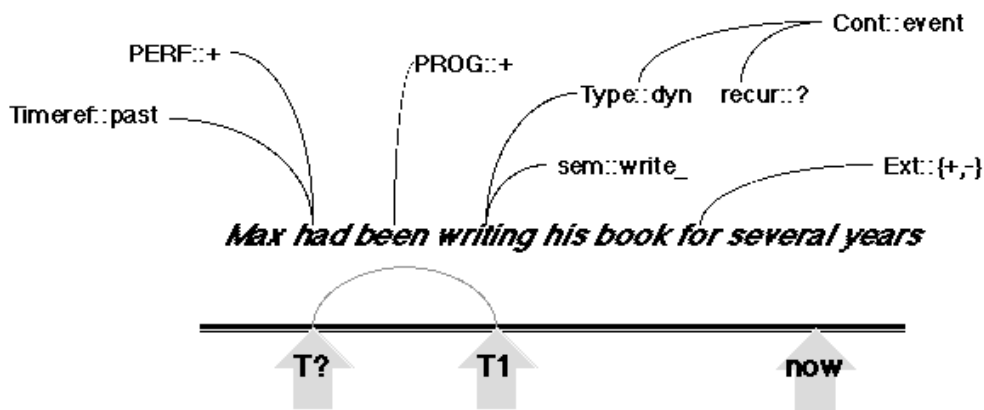 Cont::event
PERF::+
PROG::+
Type::dyn recur::?
Timeref::past
sem::write_
Ext::{+,-}
Max had been writing his book for several years
T? T1 now